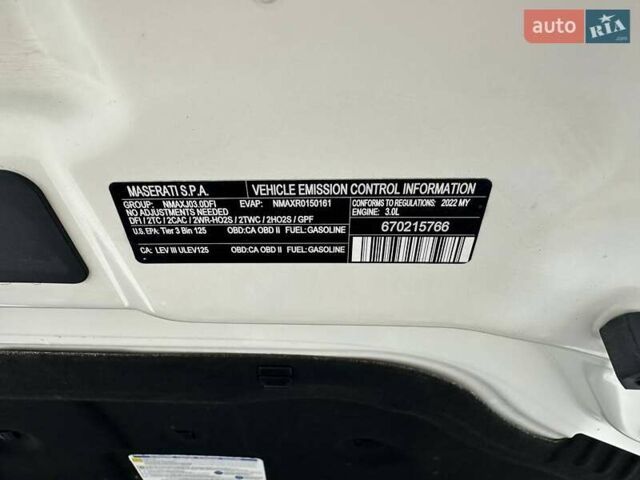 auto RIA .com
MASERATI S.P.A. VEHICLE EMISSION CONTROL INFORMATION
GROUP: NMAXJ03.0DFI EVAP: NMAXR0150161 CONFORMS TO REGULATIONS: 2022 MY
NO ADJUSTMENTS NEEDED ENGINE: 3.0L
DFI / 2TC / 2CAC / 2WR-HO2S / 2TWC / 2HO2S / GPF
U.S. EPA: Tier 3 Bin 125 OBD:CA OBD II FUEL:GASOLINE 670215766
CA: LEV III ULEV125 OBD:CA OBD II FUEL:GASOLINE